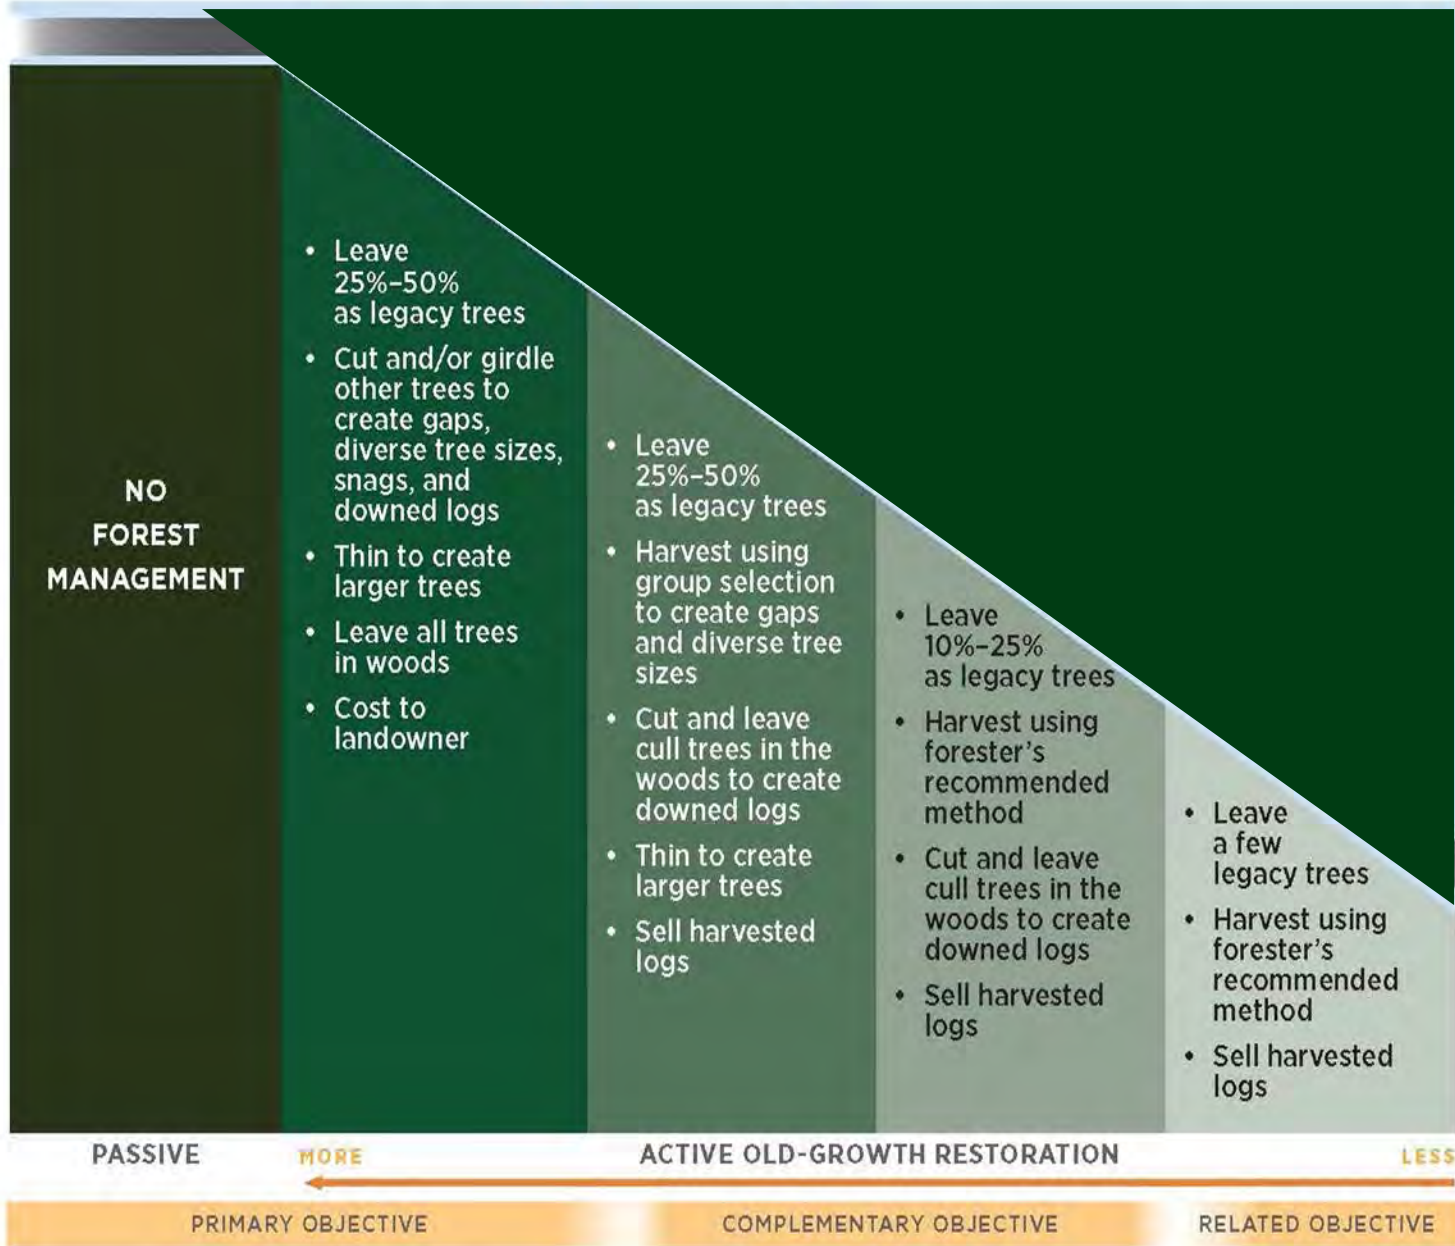 NO
FOREST
MANAGEMENT
• Leave
25%–50%
as legacy trees
• Cut and/or girdle
other trees to
create gaps,
diverse tree sizes,
snags, and
downed logs
• Thin to create
larger trees
• Leave all trees
in woods
• Cost to
landowner
• Leave
25%–50%
as legacy trees
• Harvest using
group selection
to create gaps
and diverse tree
sizes
• Cut and leave
cull trees in the
woods to create
downed logs
• Thin to create
larger trees
• Sell harvested
logs
• Leave
10%–25%
as legacy trees
• Harvest using
forester's
recommended
method
• Cut and leave
cull trees in the
woods to create
downed logs
• Sell harvested
logs
• Leave
a few
legacy trees
• Harvest using
forester's
recommended
method
• Sell harvested
logs
PASSIVE MORE ACTIVE OLD-GROWTH RESTORATION LESS
PRIMARY OBJECTIVE COMPLEMENTARY OBJECTIVE RELATED OBJECTIVE